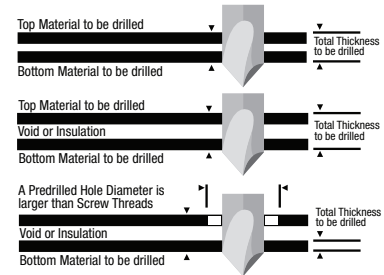 Top Material to be drilled
Total Thickness
to be drilled
Bottom Material to be drilled
Top Material to be drilled
Void or Insulation
Total Thickness
to be drilled
Bottom Material to be drilled
A Predrilled Hole Diameter is
larger than Screw Threads
Total Thickness
to be drilled
Void or Insulation
Bottom Material to be drilled